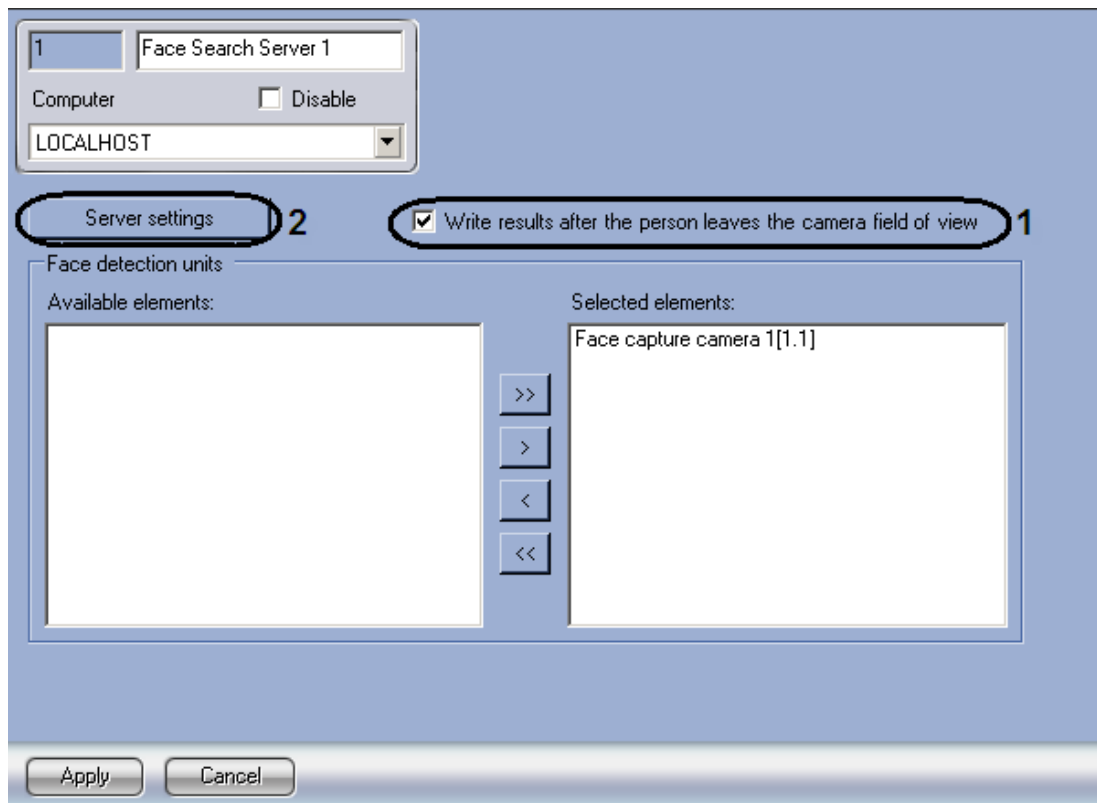 1 Face Search Server 1
Computer Disable
LOCALHOST
Server settings 2 Write results after the person leaves the camera field of view 1
Face detection units
Available elements: Selected elements:
Face capture camera 1[1.1]
>>
>
<
<<
Apply Cancel